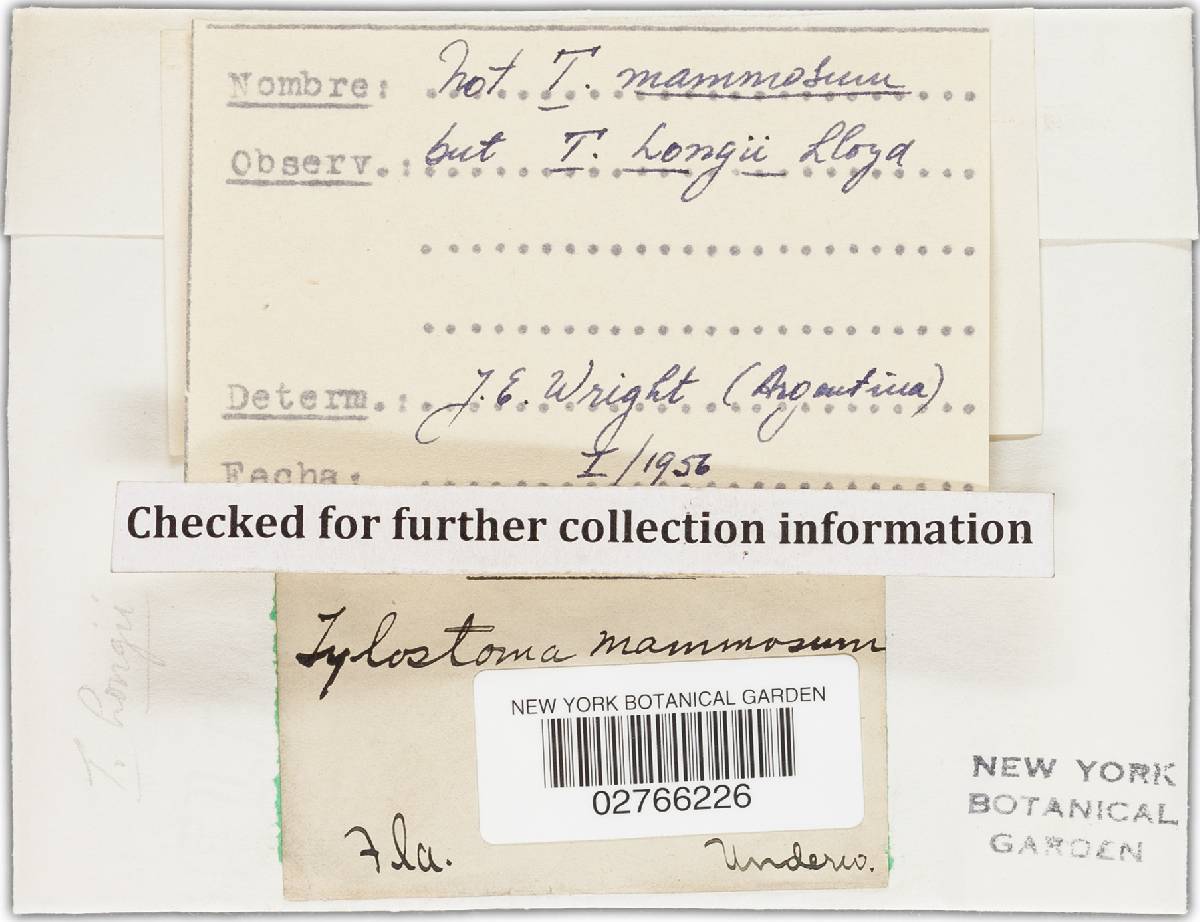 Nombre: Not T. mammosum
Observ.: but T. Longii Lloyd
Determ.: J. E. Wright (Argentina)
Fecha: I/1956
Checked for further collection information
Tylostoma mammosum
NEW YORK BOTANICAL GARDEN
02766226
Fla. Underw.
T. Longii
NEW YORK
BOTANICAL
GARDEN